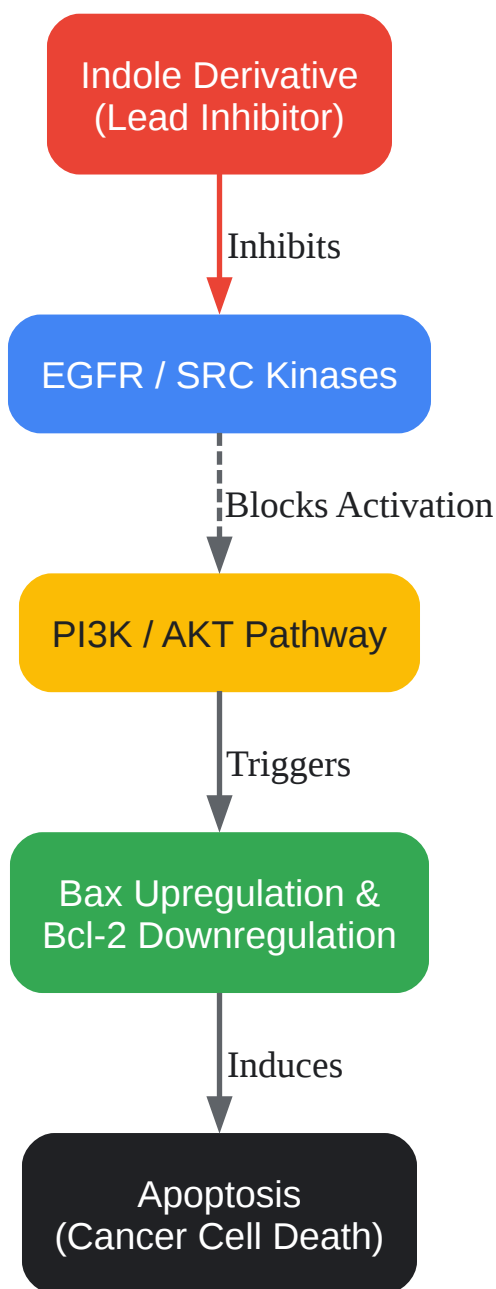 Indole Derivative
(Lead Inhibitor)
Inhibits
EGFR / SRC Kinases
Blocks Activation
PI3K / AKT Pathway
Triggers
Bax Upregulation &
Bcl-2 Downregulation
Induces
Apoptosis
(Cancer Cell Death)